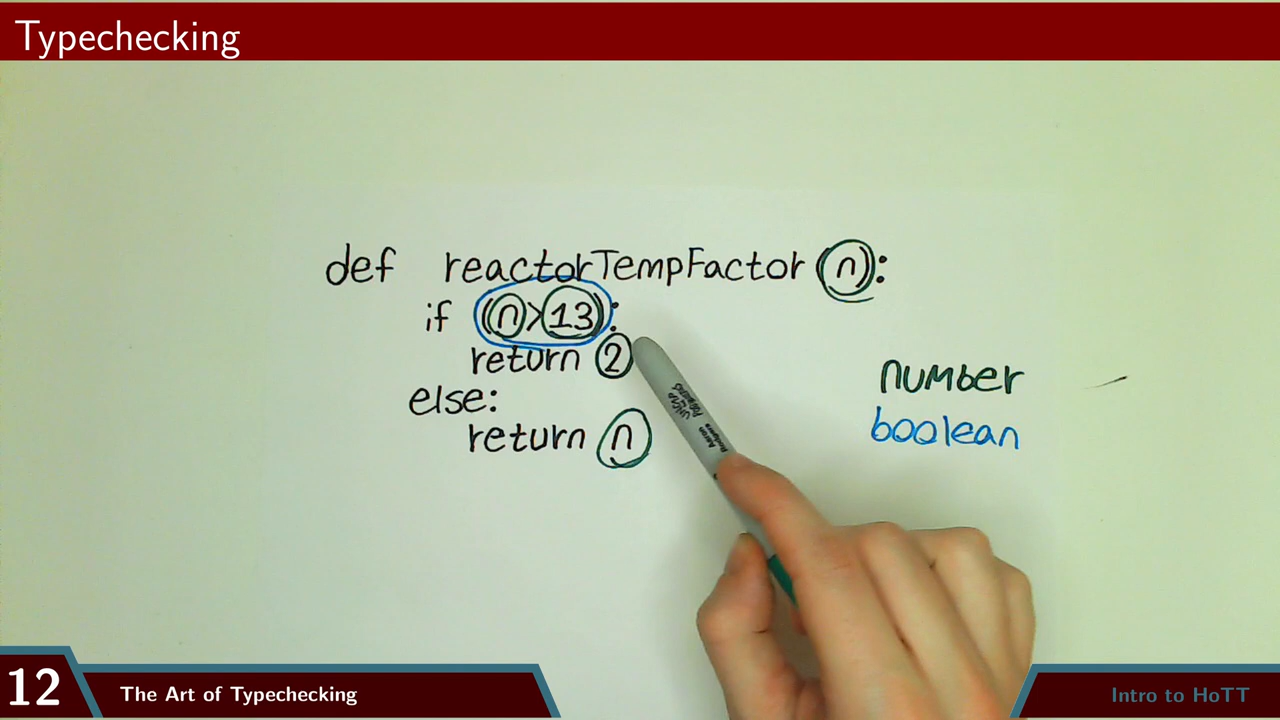 Typechecking
def reactorTempFactor (n):
if (n>13):
return 2
else:
return n
number
boolean
12
The Art of Typechecking
Intro to HoTT